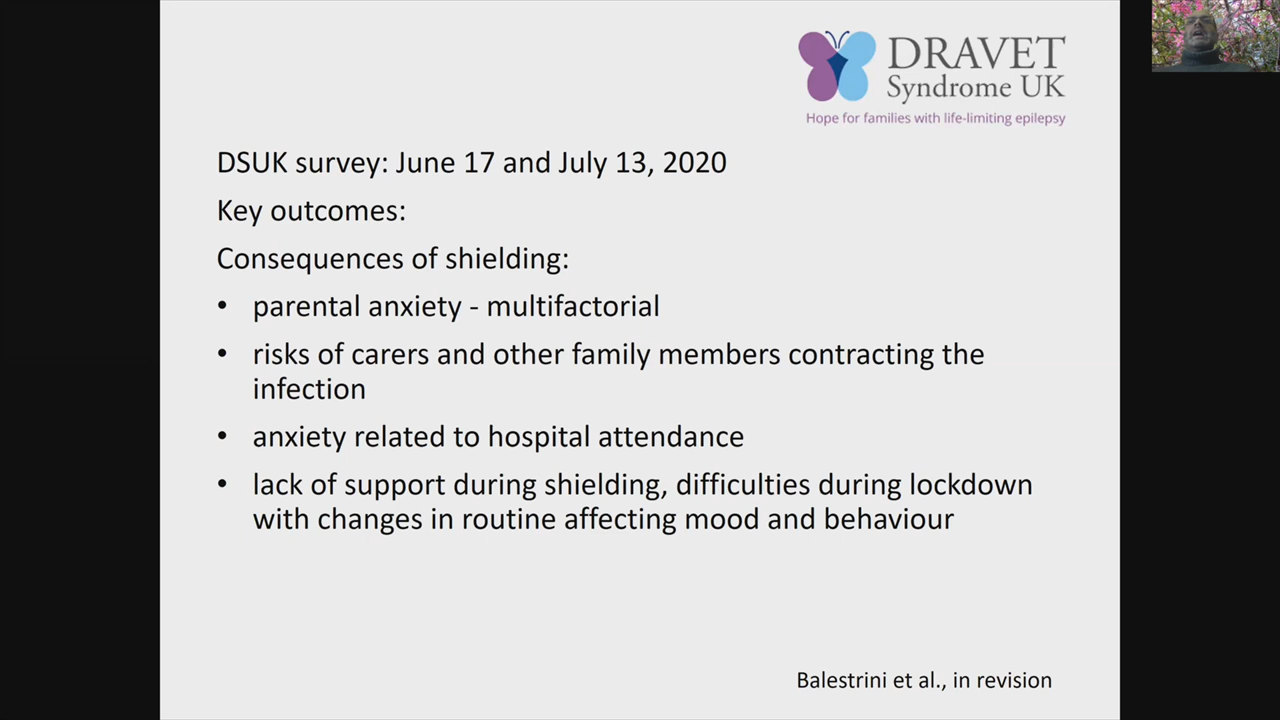 DRAVET
Syndrome UK
Hope for families with life-limiting epilepsy
DSUK survey: June 17 and July 13, 2020
Key outcomes:
Consequences of shielding:
• parental anxiety - multifactorial
• risks of carers and other family members contracting the
infection
• anxiety related to hospital attendance
• lack of support during shielding, difficulties during lockdown
with changes in routine affecting mood and behaviour
Balestrini et al., in revision